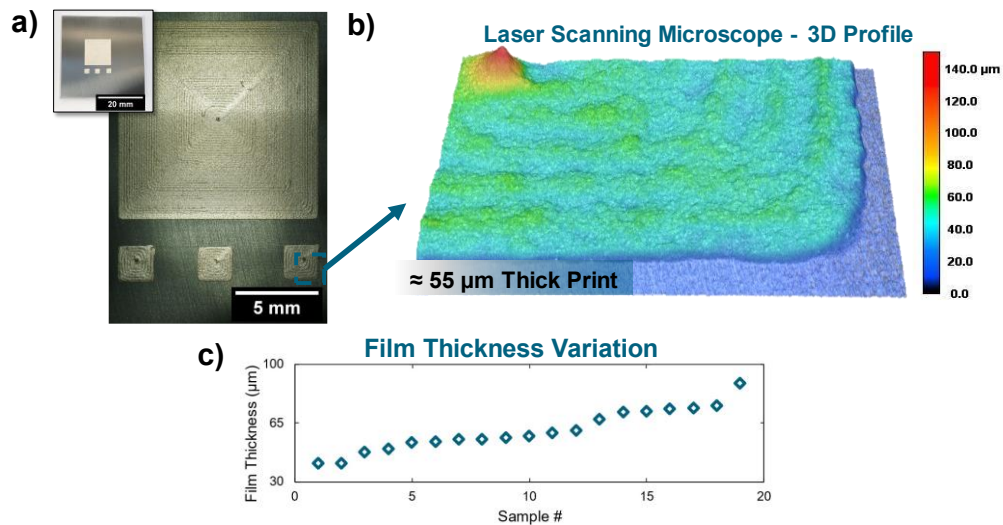 a)
20 mm
5 mm
b)
Laser Scanning Microscope - 3D Profile
140.0 µm
120.0
100.0
80.0
60.0
40.0
20.0
0.0
≈ 55 µm Thick Print
c)
Film Thickness Variation
Film Thickness (µm)
100
65
30
0
5
10
15
20
Sample #